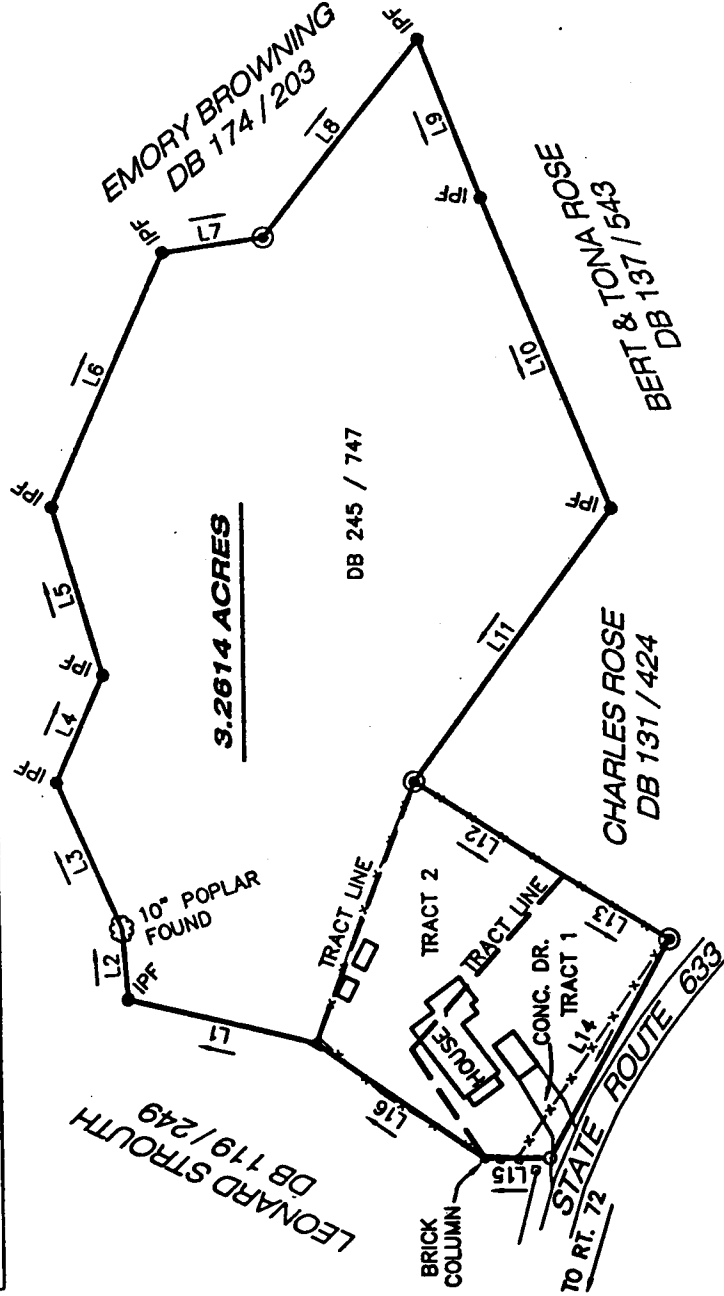 IPF
EMORY BROWNING
DB 174 / 203
L8
L9
IPF
IPF
L7
BERT & TONA ROSE
DB 137 / 543
L6
L10
IPF
DB 245 / 747
IPF
3.2614 ACRES
L5
IPF
L11
L4
IPF
CHARLES ROSE
DB 131 / 424
L3
10" POPLAR
FOUND
L2
IPF
TRACT LINE
L12
TRACT 2
TRACT LINE
L13
L1
CONC. DR.
TRACT 1
HOUSE
L14
L16
STATE ROUTE 633
LEONARD STROUTH
DB 119 / 249
L15
BRICK
COLUMN
TO RT. 72